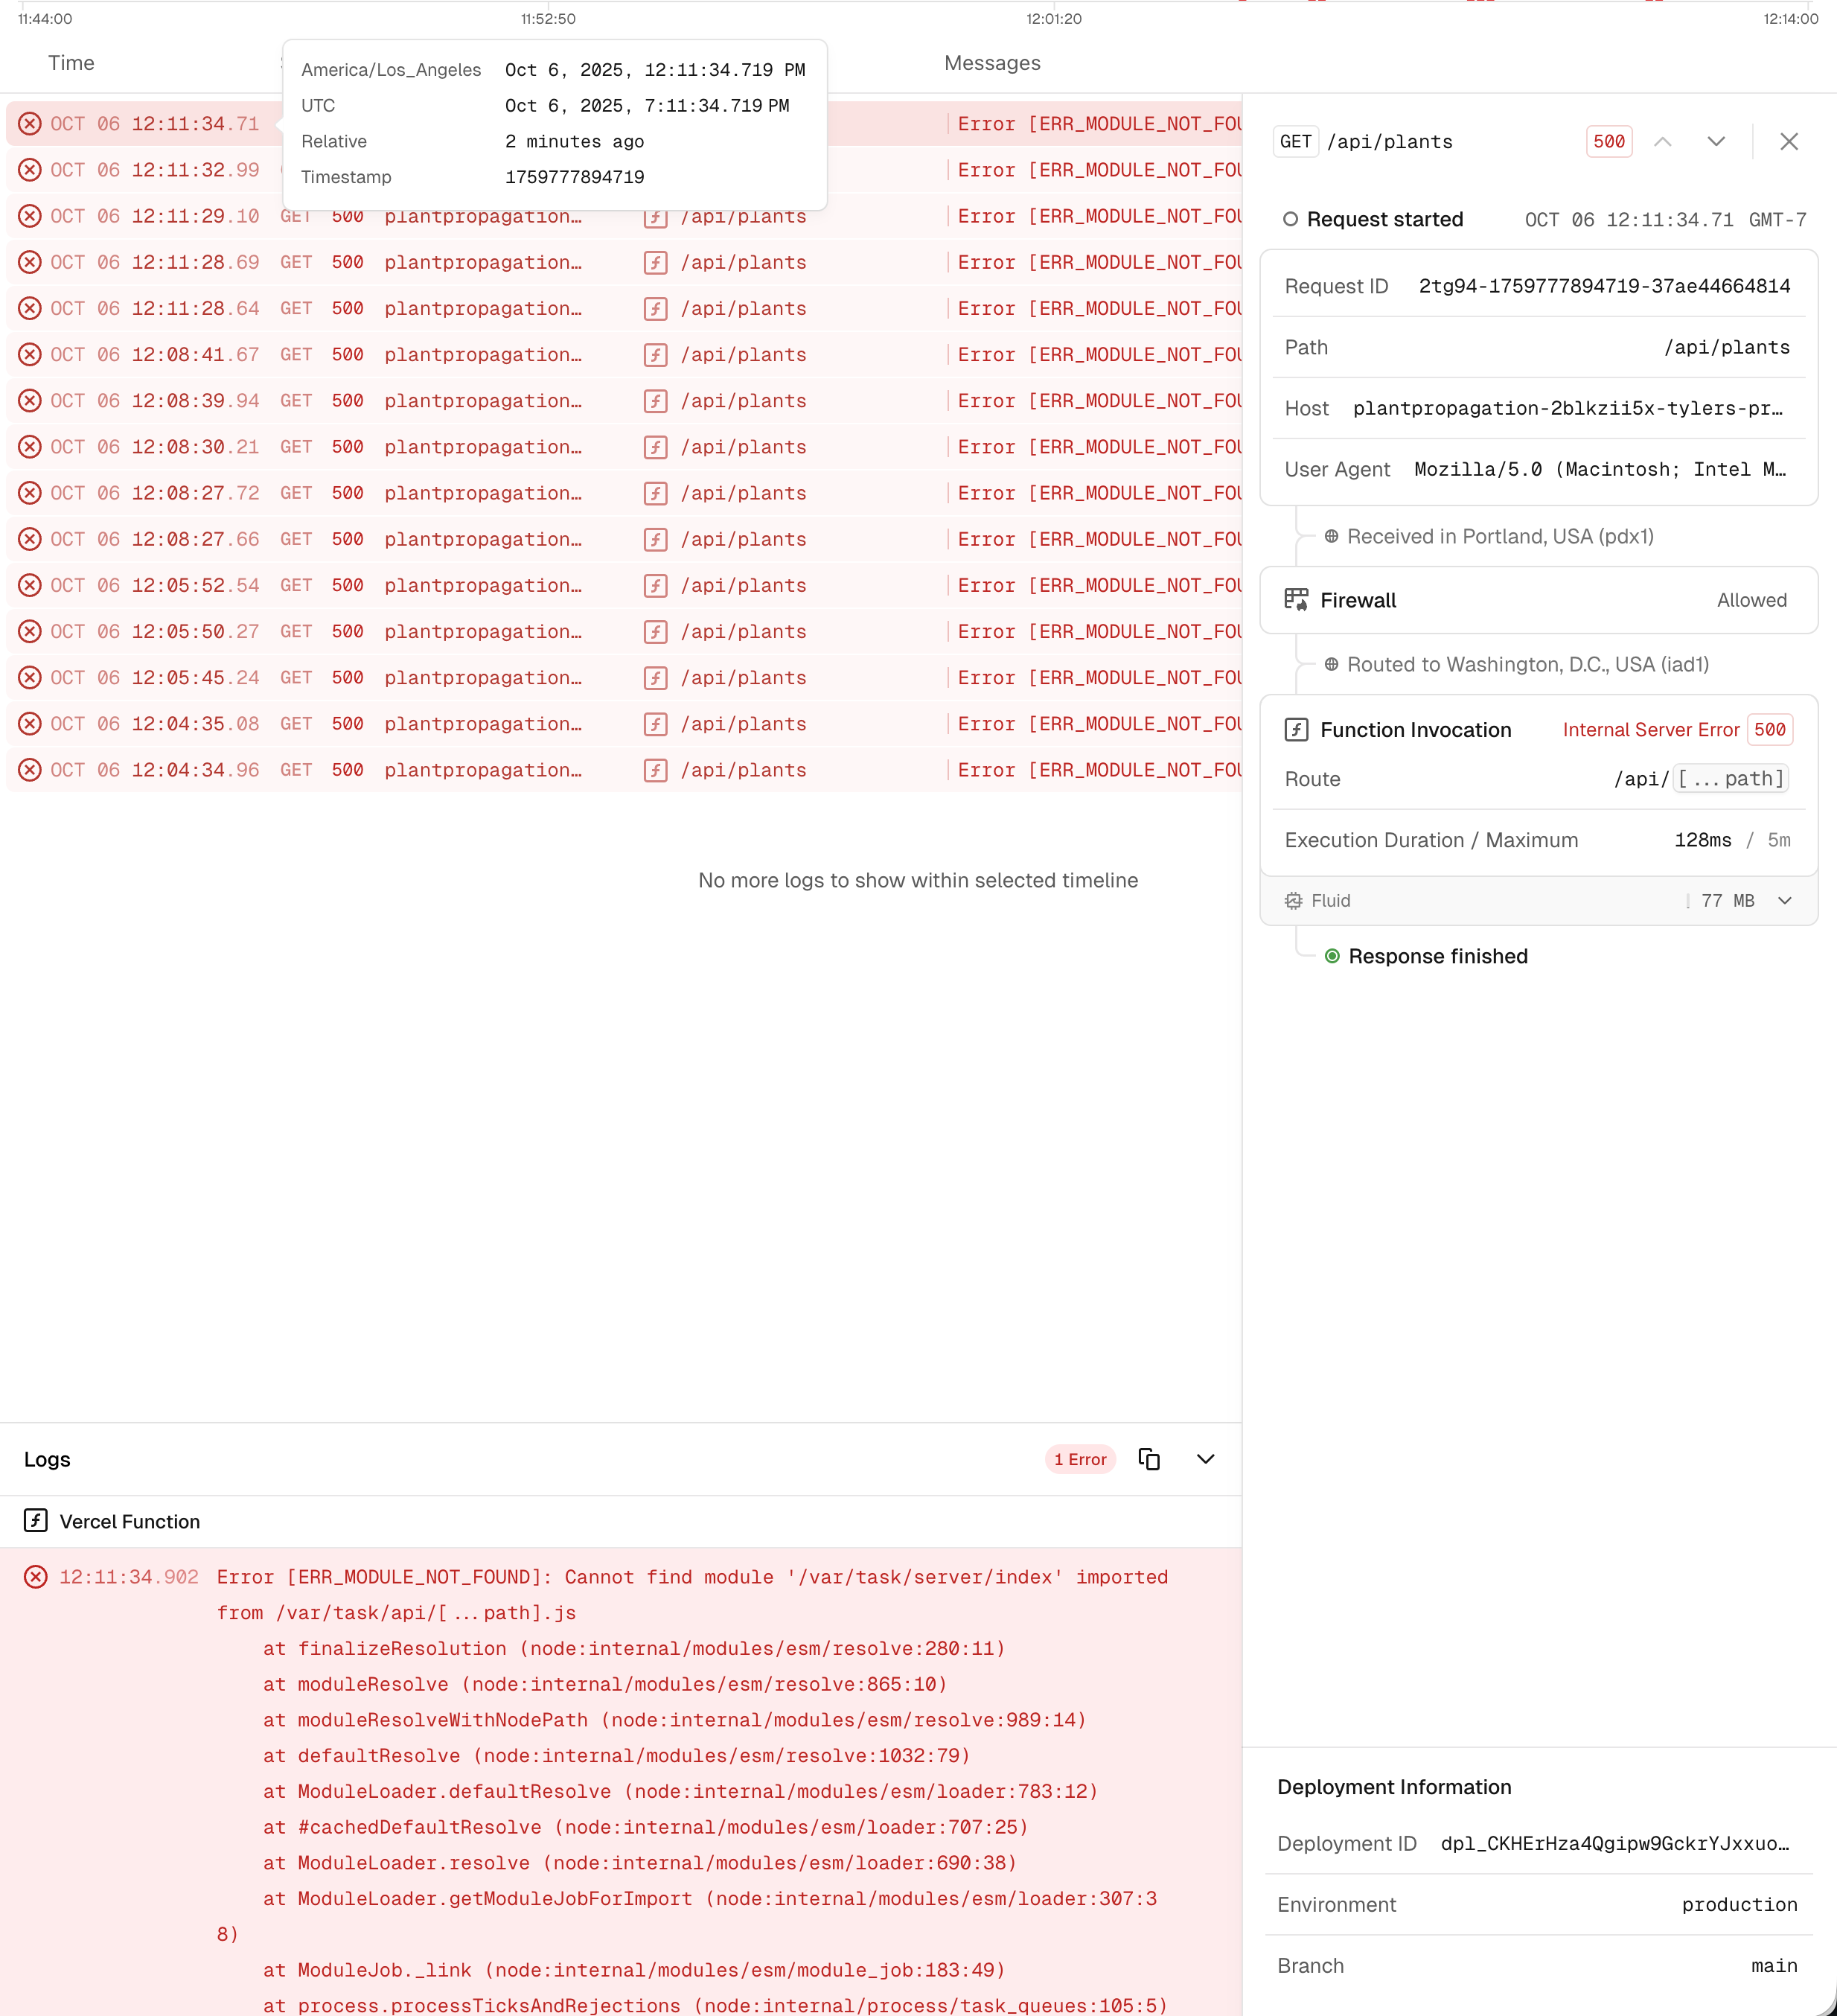 11:44:00 11:52:50 12:01:20 12:14:00
Time Messages
America/Los_Angeles Oct 6, 2025, 12:11:34.719 PM
UTC Oct 6, 2025, 7:11:34.719 PM
Relative 2 minutes ago
Timestamp 1759777894719
OCT 06 12:11:34.71 Error [ERR_MODULE_NOT_FOU
OCT 06 12:11:32.99 Error [ERR_MODULE_NOT_FOU
OCT 06 12:11:29.10 GET 500 plantpropagation… /api/plants Error [ERR_MODULE_NOT_FOU
OCT 06 12:11:28.69 GET 500 plantpropagation… /api/plants Error [ERR_MODULE_NOT_FOU
OCT 06 12:11:28.64 GET 500 plantpropagation… /api/plants Error [ERR_MODULE_NOT_FOU
OCT 06 12:08:41.67 GET 500 plantpropagation… /api/plants Error [ERR_MODULE_NOT_FOU
OCT 06 12:08:39.94 GET 500 plantpropagation… /api/plants Error [ERR_MODULE_NOT_FOU
OCT 06 12:08:30.21 GET 500 plantpropagation… /api/plants Error [ERR_MODULE_NOT_FOU
OCT 06 12:08:27.72 GET 500 plantpropagation… /api/plants Error [ERR_MODULE_NOT_FOU
OCT 06 12:08:27.66 GET 500 plantpropagation… /api/plants Error [ERR_MODULE_NOT_FOU
OCT 06 12:05:52.54 GET 500 plantpropagation… /api/plants Error [ERR_MODULE_NOT_FOU
OCT 06 12:05:50.27 GET 500 plantpropagation… /api/plants Error [ERR_MODULE_NOT_FOU
OCT 06 12:05:45.24 GET 500 plantpropagation… /api/plants Error [ERR_MODULE_NOT_FOU
OCT 06 12:04:35.08 GET 500 plantpropagation… /api/plants Error [ERR_MODULE_NOT_FOU
OCT 06 12:04:34.96 GET 500 plantpropagation… /api/plants Error [ERR_MODULE_NOT_FOU
No more logs to show within selected timeline
GET /api/plants 500
Request started OCT 06 12:11:34.71 GMT-7
Request ID 2tg94-1759777894719-37ae44664814
Path /api/plants
Host plantpropagation-2blkzii5x-tylers-pr…
User Agent Mozilla/5.0 (Macintosh; Intel M…
Received in Portland, USA (pdx1)
Firewall Allowed
Routed to Washington, D.C., USA (iad1)
Function Invocation Internal Server Error 500
Route /api/[...path]
Execution Duration / Maximum 128ms / 5m
Fluid 77 MB
Response finished
Logs 1 Error
Vercel Function
12:11:34.902 Error [ERR_MODULE_NOT_FOUND]: Cannot find module '/var/task/server/index' imported
from /var/task/api/[...path].js
at finalizeResolution (node:internal/modules/esm/resolve:280:11)
at moduleResolve (node:internal/modules/esm/resolve:865:10)
at moduleResolveWithNodePath (node:internal/modules/esm/resolve:989:14)
at defaultResolve (node:internal/modules/esm/resolve:1032:79)
at ModuleLoader.defaultResolve (node:internal/modules/esm/loader:783:12)
at #cachedDefaultResolve (node:internal/modules/esm/loader:707:25)
at ModuleLoader.resolve (node:internal/modules/esm/loader:690:38)
at ModuleLoader.getModuleJobForImport (node:internal/modules/esm/loader:307:3
8)
at ModuleJob._link (node:internal/modules/esm/module_job:183:49)
at process.processTicksAndRejections (node:internal/process/task_queues:105:5)
Deployment Information
Deployment ID dpl_CKHErHza4Qgipw9GckrYJxxuo…
Environment production
Branch main